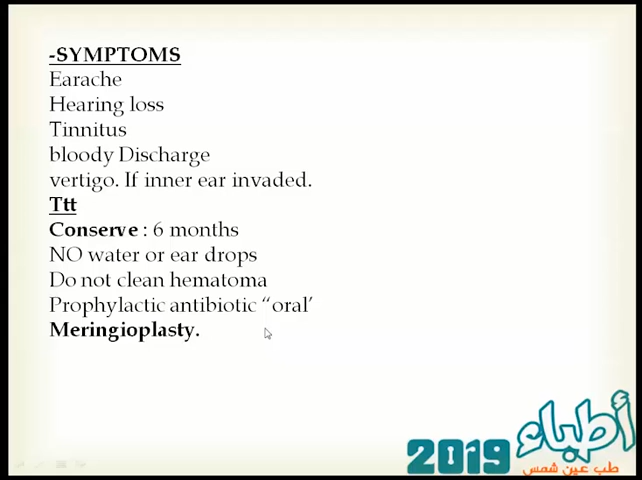 -SYMPTOMS
Earache
Hearing loss
Tinnitus
bloody Discharge
vertigo. If inner ear invaded.
Ttt
Conserve : 6 months
NO water or ear drops
Do not clean hematoma
Prophylactic antibiotic “oral’
Meringioplasty.
أطباء
2019
طب عين شمس